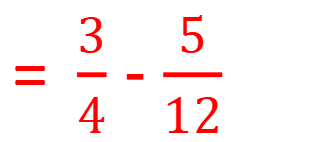 = 3/4 - 5/12